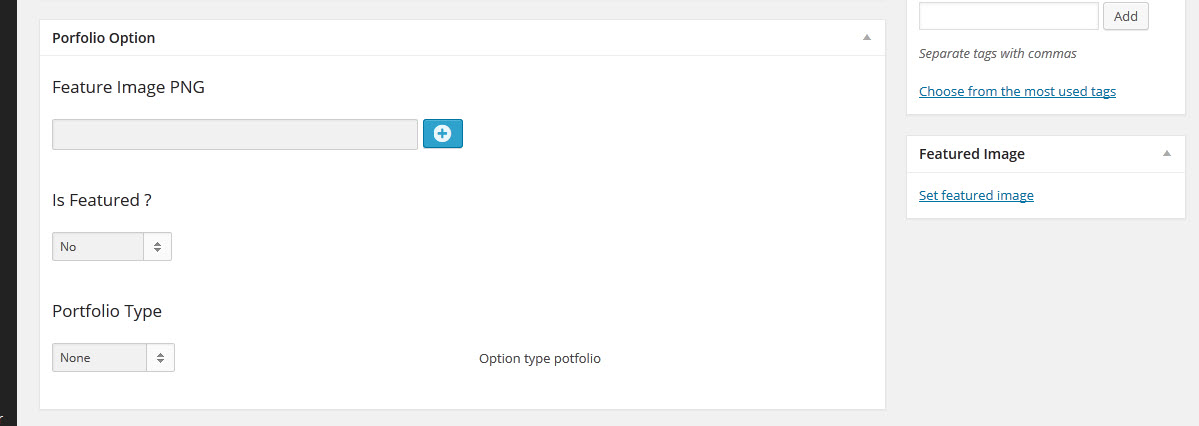 Porfolio Option
Feature Image PNG
Is Featured ?
No
Portfolio Type
None
Option type potfolio
Add
Separate tags with commas
Choose from the most used tags
Featured Image
Set featured image